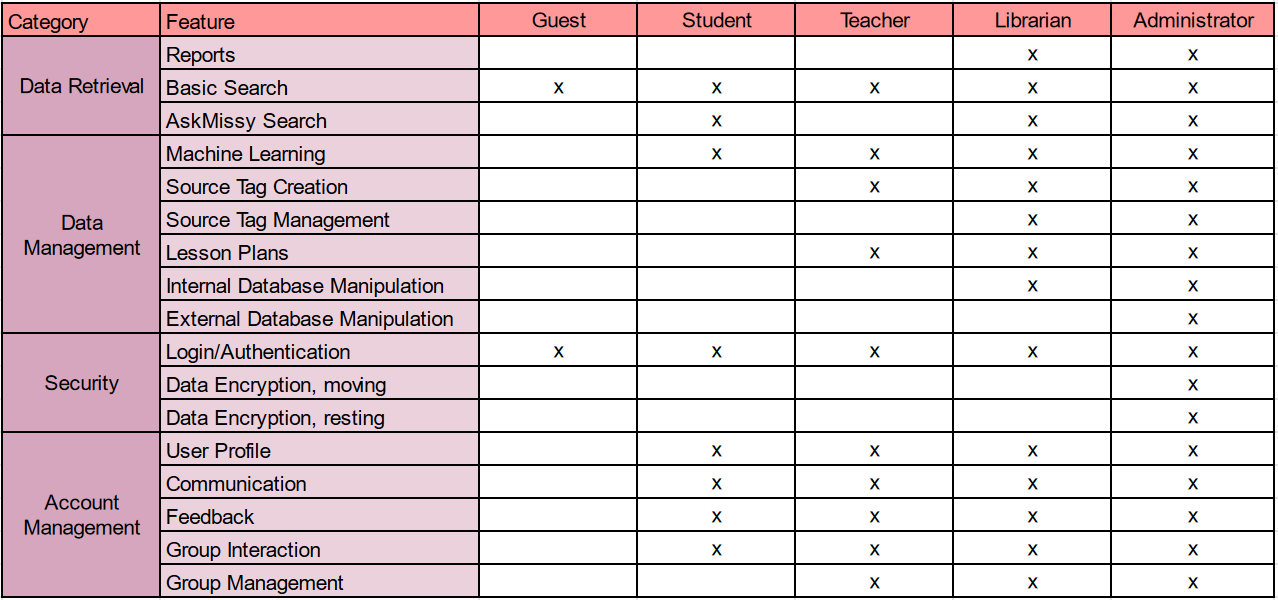 Category Feature Guest Student Teacher Librarian Administrator
Data Retrieval
Reports x x
Basic Search x x x x x
AskMissy Search x x x
Data
Management
Machine Learning x x x x
Source Tag Creation x x x
Source Tag Management x x
Lesson Plans x x x
Internal Database Manipulation x x
External Database Manipulation x
Security
Login/Authentication x x x x x
Data Encryption, moving x
Data Encryption, resting x
Account
Management
User Profile x x x x
Communication x x x x
Feedback x x x x
Group Interaction x x x x
Group Management x x x